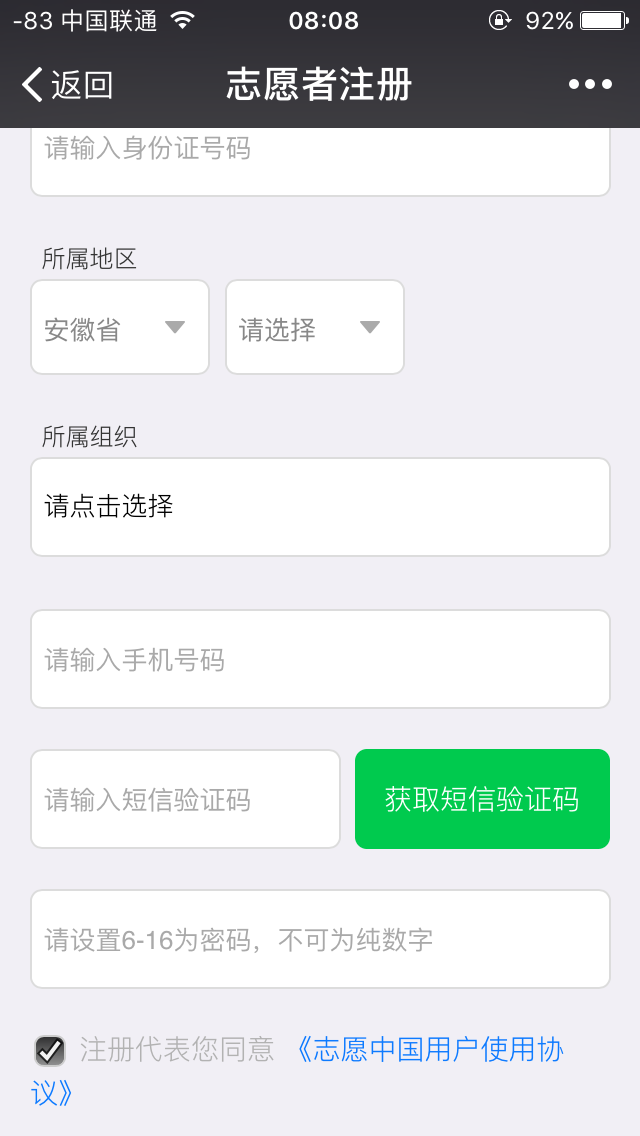 -83 中国联通 08:08 92%
返回 志愿者注册
请输入身份证号码
所属地区
安徽省 请选择
所属组织
请点击选择
请输入手机号码
请输入短信验证码 获取短信验证码
请设置6-16为密码，不可为纯数字
注册代表您同意 《志愿中国用户使用协
议》